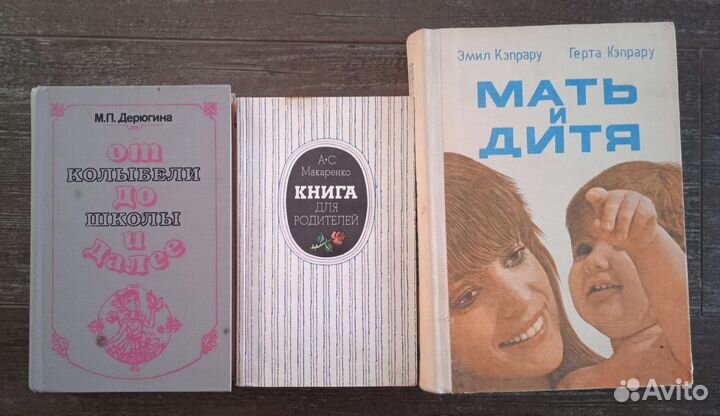 М.П. Дерюгина
от
КОЛЫБЕЛИ
до
ШКОЛЫ
и
далее
А•С
Макаренко
КНИГА
ДЛЯ
РОДИТЕЛЕЙ
Эмил Кэпрару Герта Кэпрару
МАТЬ
И
ДИТЯ
Avito